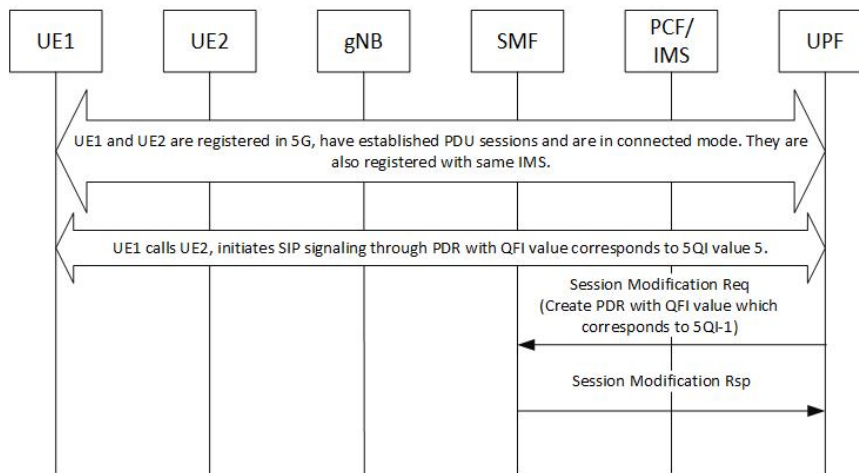 UE1
UE2
gNB
SMF
PCF/
IMS
UPF
UE1 and UE2 are registered in 5G, have established PDU sessions and are in connected mode. They are
also registered with same IMS.
UE1 calls UE2, initiates SIP signaling through PDR with QFI value corresponds to 5QI value 5.
Session Modification Req
(Create PDR with QFI value which
corresponds to 5QI-1)
Session Modification Rsp